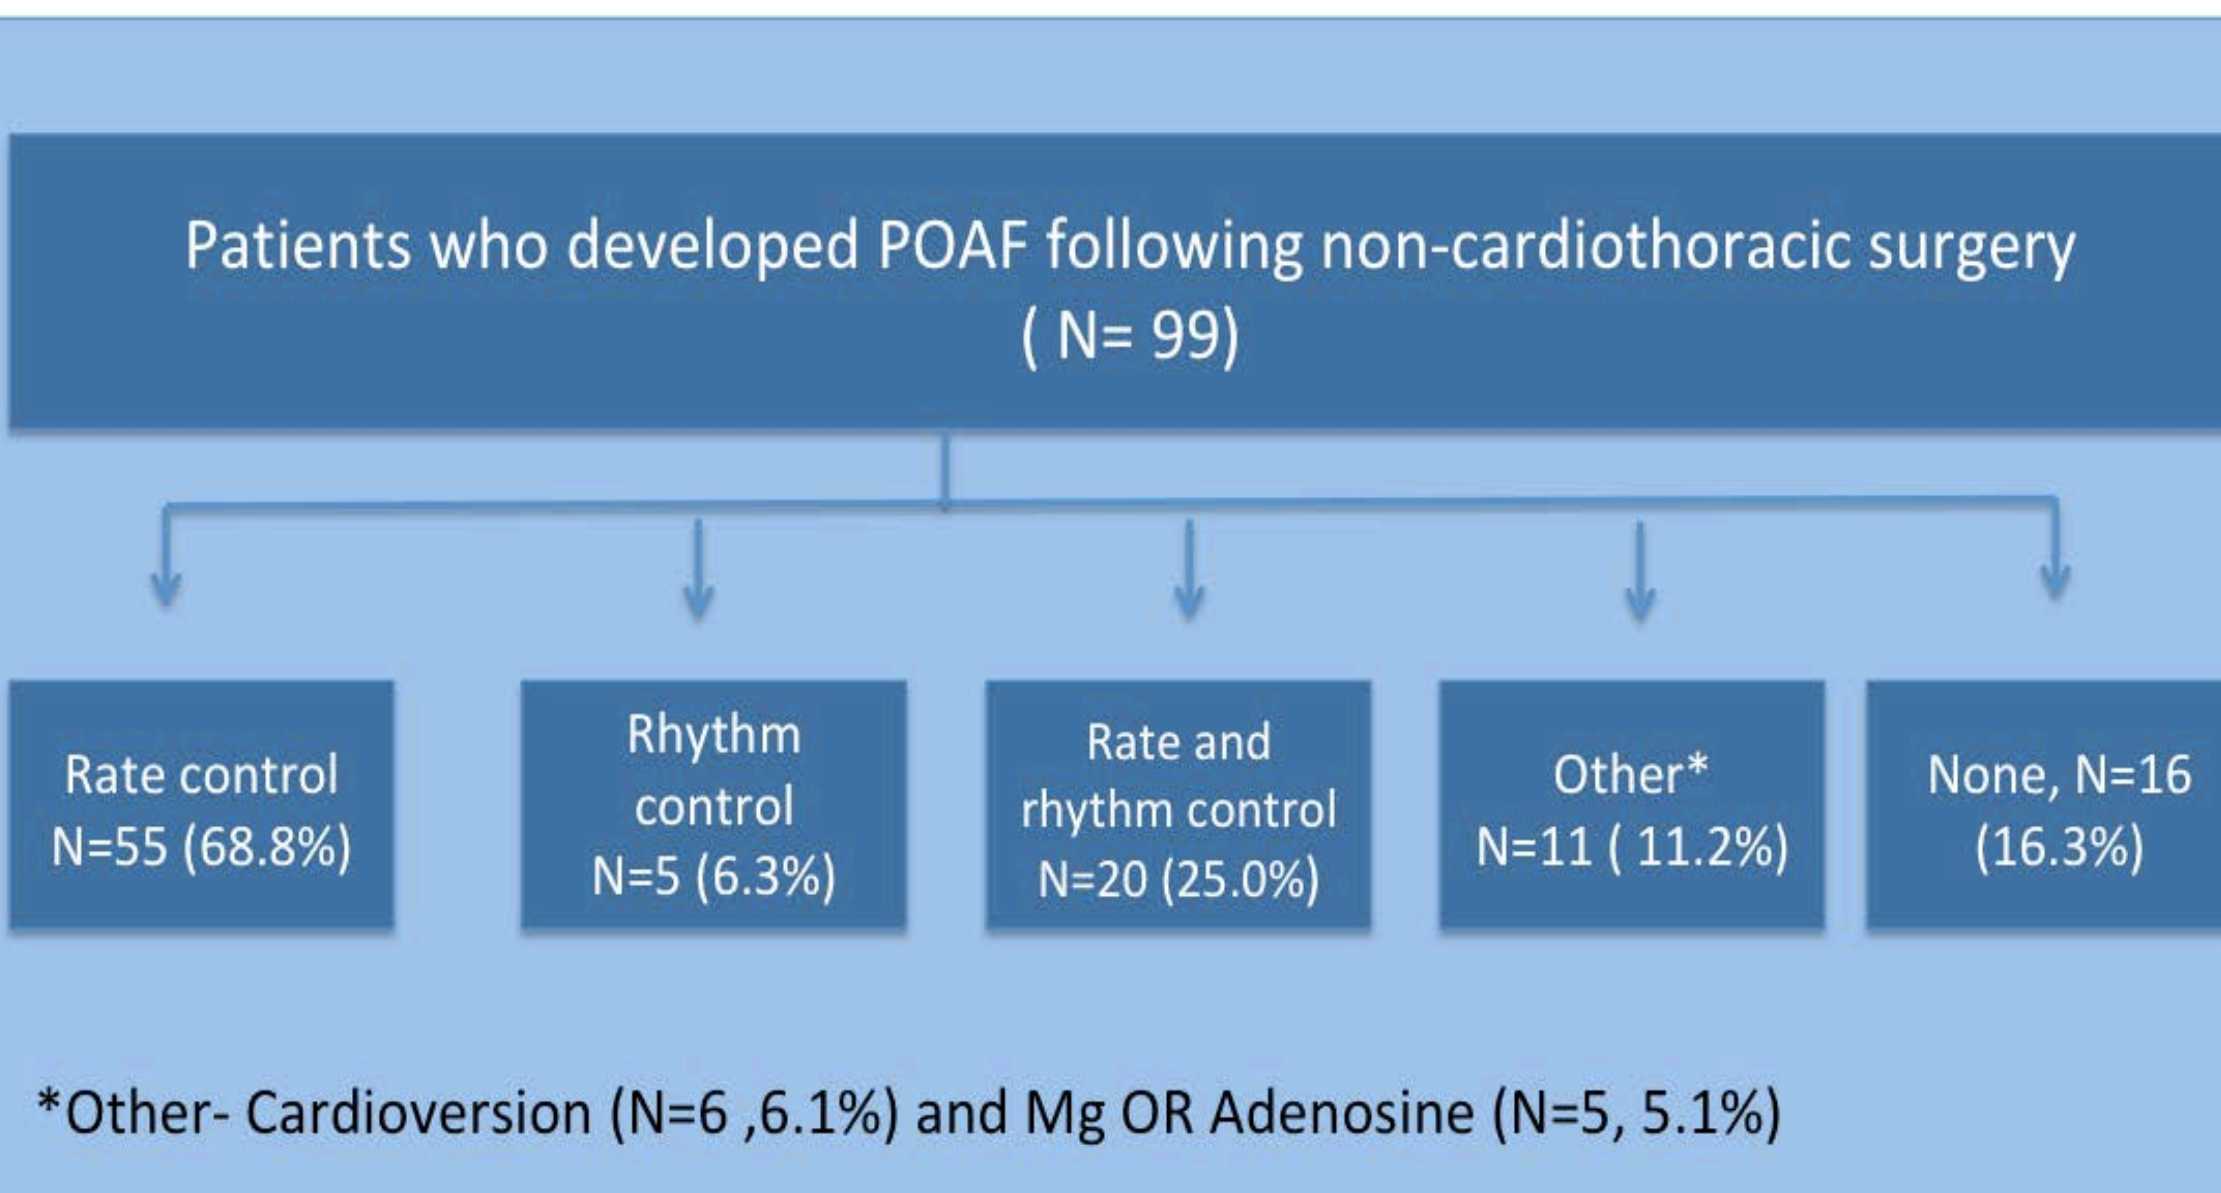 Patients who developed POAF following non-cardiothoracic surgery
( N= 99)
Rate control
N=55 (68.8%)
Rhythm
control
N=5 (6.3%)
Rate and
rhythm control
N=20 (25.0%)
Other*
N=11 ( 11.2%)
None, N=16
(16.3%)
*Other- Cardioversion (N=6 ,6.1%) and Mg OR Adenosine (N=5, 5.1%)